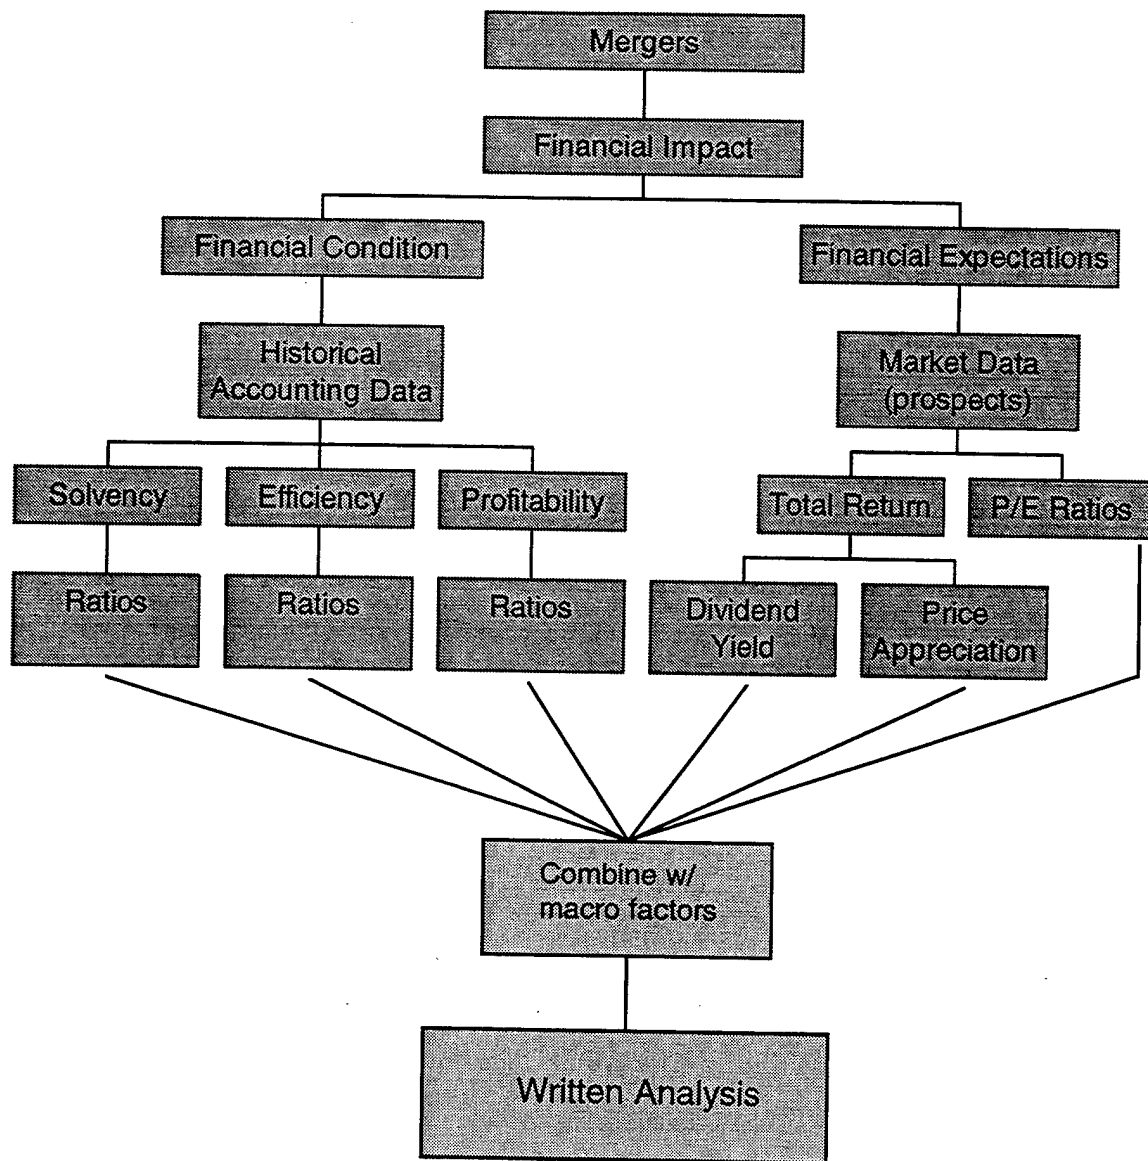 Mergers
Financial Impact
Financial Condition
Financial Expectations
Historical
Accounting Data
Market Data
(prospects)
Solvency
Efficiency
Profitability
Total Return
P/E Ratios
Ratios
Ratios
Ratios
Dividend
Yield
Price
Appreciation
Combine w/
macro factors
Written Analysis